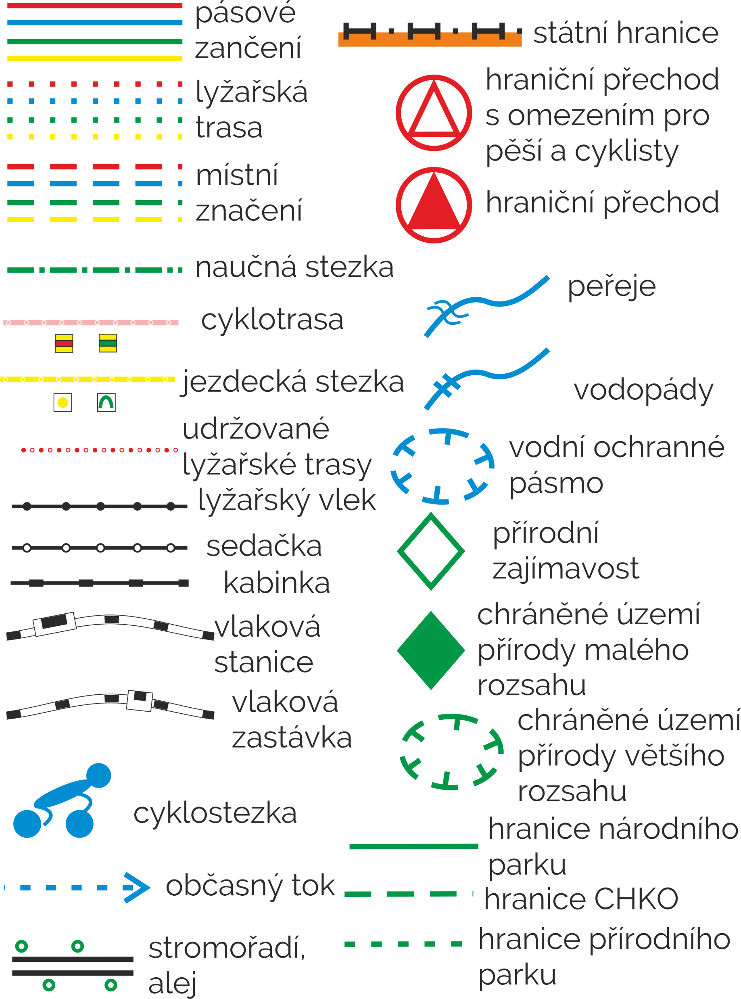 pásové
zančení
lyžařská
trasa
místní
značení
naučná stezka
cyklotrasa
jezdecká stezka
udržované
lyžařské trasy
lyžařský vlek
sedačka
kabinka
vlaková
stanice
vlaková
zastávka
cyklostezka
občasný tok
stromořadí,
alej
státní hranice
hraniční přechod
s omezením pro
pěší a cyklisty
hraniční přechod
peřeje
vodopády
vodní ochranné
pásmo
přírodní
zajímavost
chráněné území
přírody malého
rozsahu
chráněné území
přírody většího
rozsahu
hranice národního
parku
hranice CHKO
hranice přírodního
parku